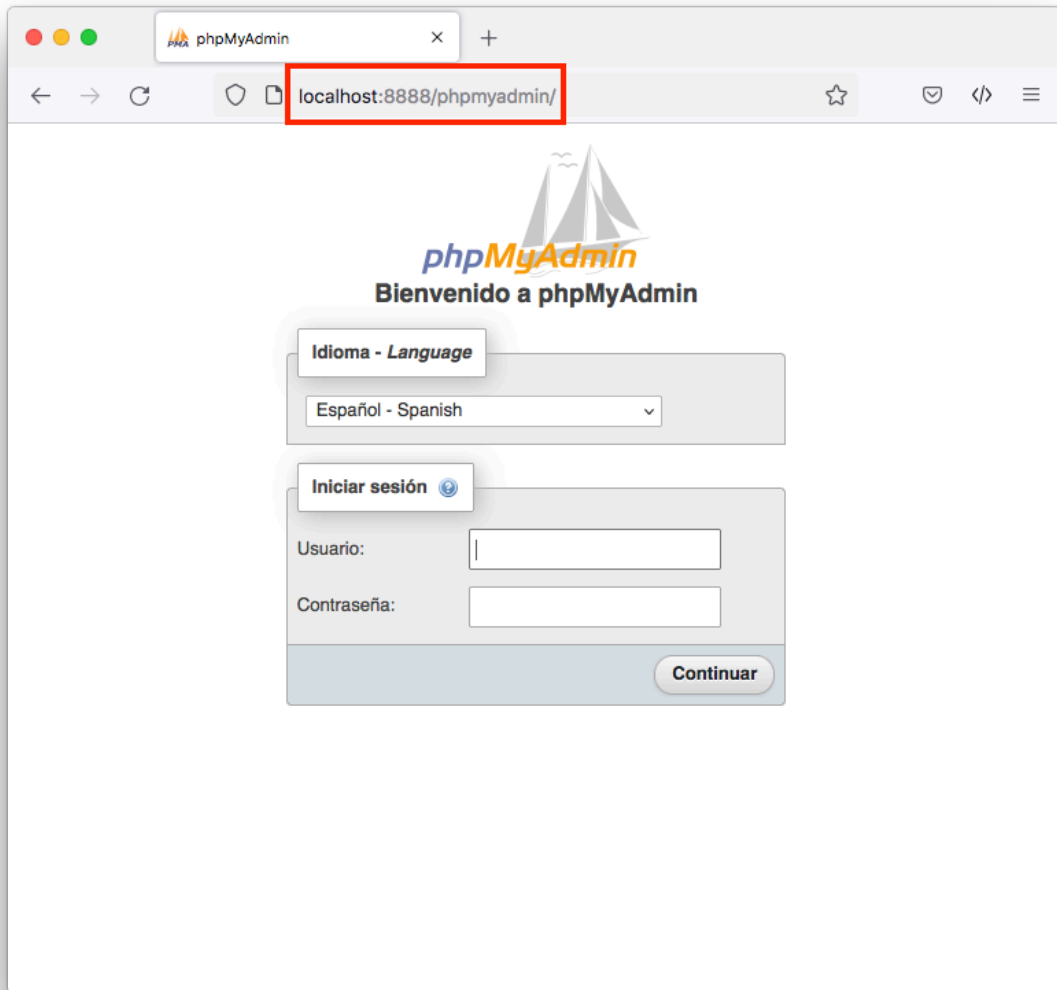 phpMyAdmin
localhost:8888/phpmyadmin/
phpMyAdmin
Bienvenido a phpMyAdmin
Idioma - Language
Español - Spanish
Iniciar sesión
Usuario:
Contraseña:
Continuar